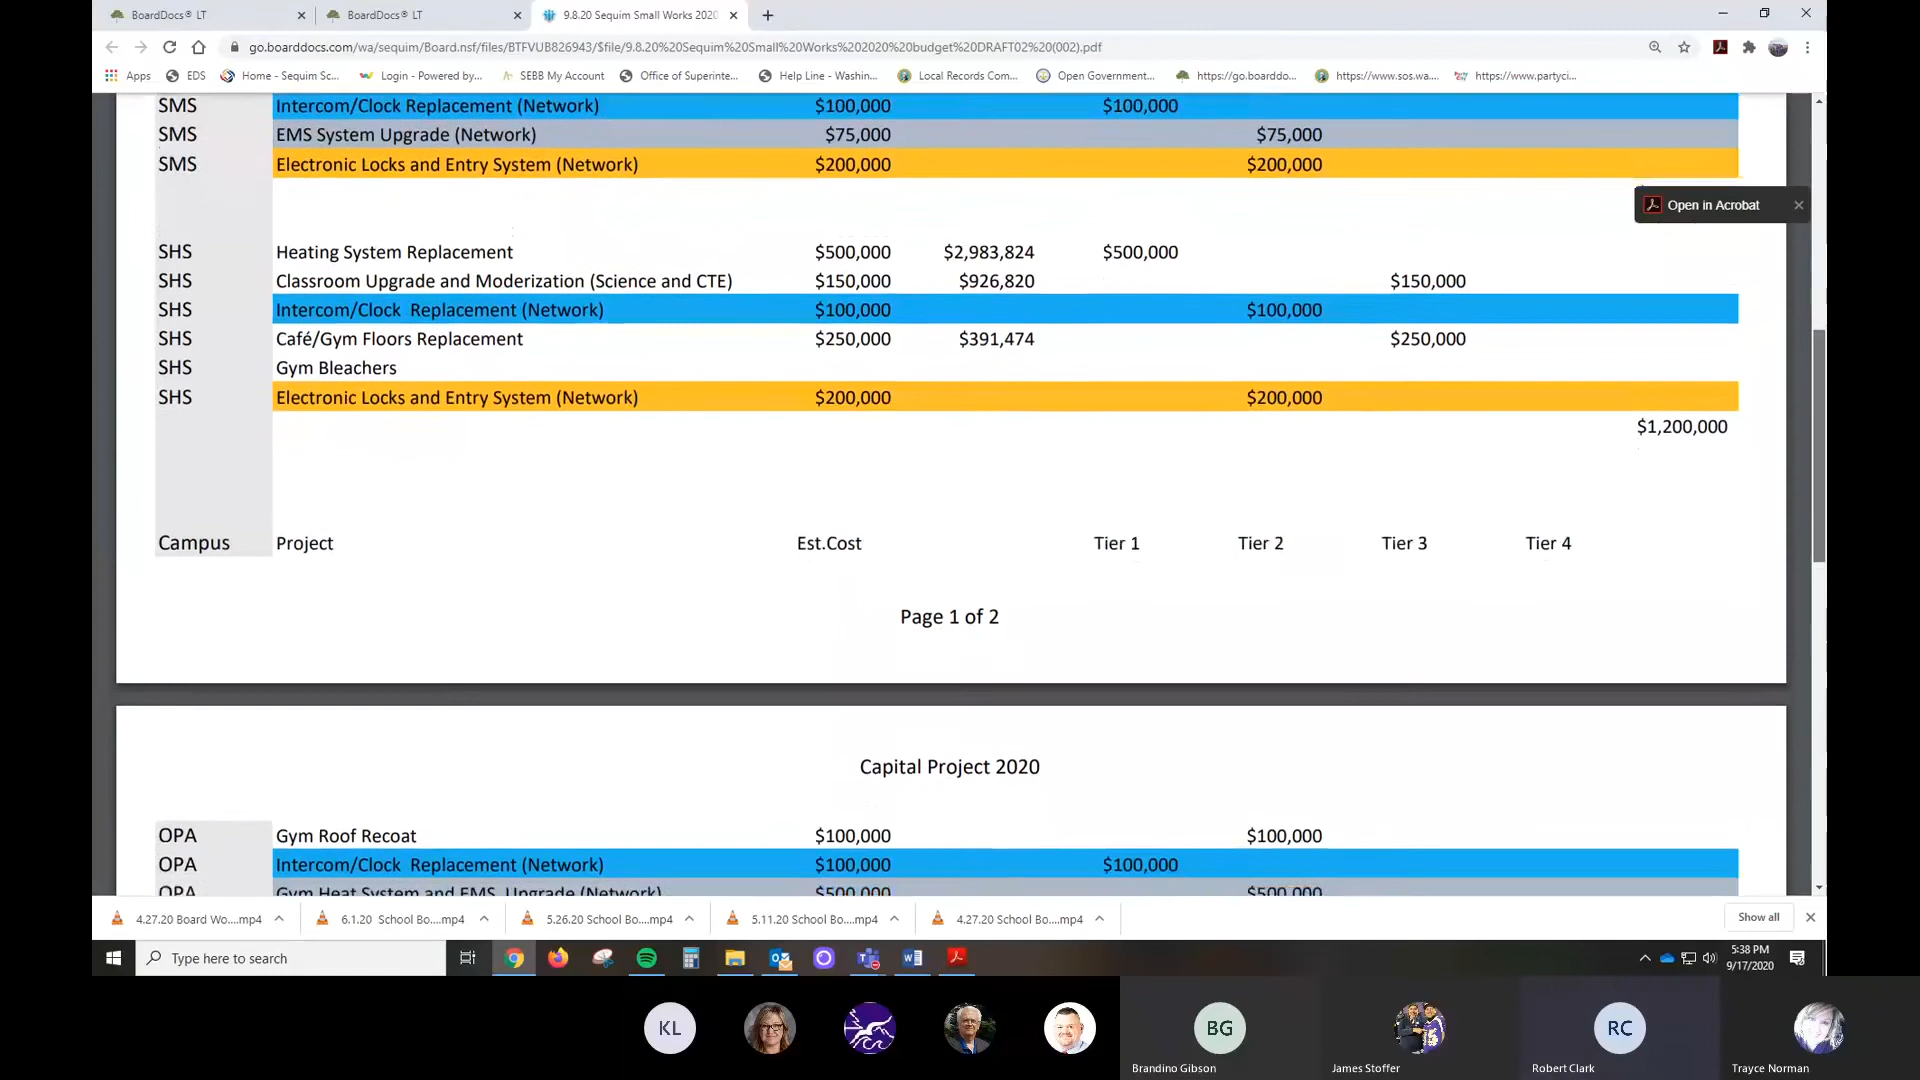 BoardDocs® LT
BoardDocs® LT
9.8.20 Sequim Small Works 2020
go.boarddocs.com/wa/sequim/Board.nsf/files/BTFVUB826943/$file/9.8.20%20Sequim%20Small%20Works%202020%20budget%20DRAFT02%20(002).pdf
Apps EDS Home - Sequim Sc... Login - Powered by... SEBB My Account Office of Superinte... Help Line - Washin... Local Records Com... Open Government... https://go.boarddo... https://www.sos.wa.... https://www.partyci...
SMS Intercom/Clock Replacement (Network) $100,000 $100,000
SMS EMS System Upgrade (Network) $75,000 $75,000
SMS Electronic Locks and Entry System (Network) $200,000 $200,000
Open in Acrobat
SHS Heating System Replacement $500,000 $2,983,824 $500,000
SHS Classroom Upgrade and Moderization (Science and CTE) $150,000 $926,820 $150,000
SHS Intercom/Clock Replacement (Network) $100,000 $100,000
SHS Café/Gym Floors Replacement $250,000 $391,474 $250,000
SHS Gym Bleachers
SHS Electronic Locks and Entry System (Network) $200,000 $200,000
$1,200,000
Campus Project Est.Cost Tier 1 Tier 2 Tier 3 Tier 4
Page 1 of 2
Capital Project 2020
OPA Gym Roof Recoat $100,000 $100,000
OPA Intercom/Clock Replacement (Network) $100,000 $100,000
OPA Gym Heat System and EMS Upgrade (Network) $500,000 $500,000
4.27.20 Board Wo....mp4 6.1.20 School Bo....mp4 5.26.20 School Bo....mp4 5.11.20 School Bo....mp4 4.27.20 School Bo....mp4 Show all
Type here to search
5:38 PM
9/17/2020
KL BG RC
Brandino Gibson James Stoffer Robert Clark Trayce Norman